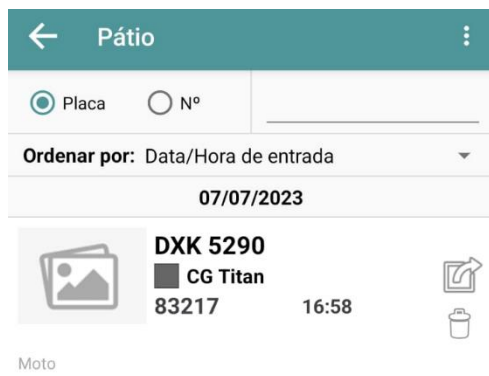 Pátio
Placa Nº
Ordenar por: Data/Hora de entrada
07/07/2023
DXK 5290
CG Titan
83217 16:58
Moto